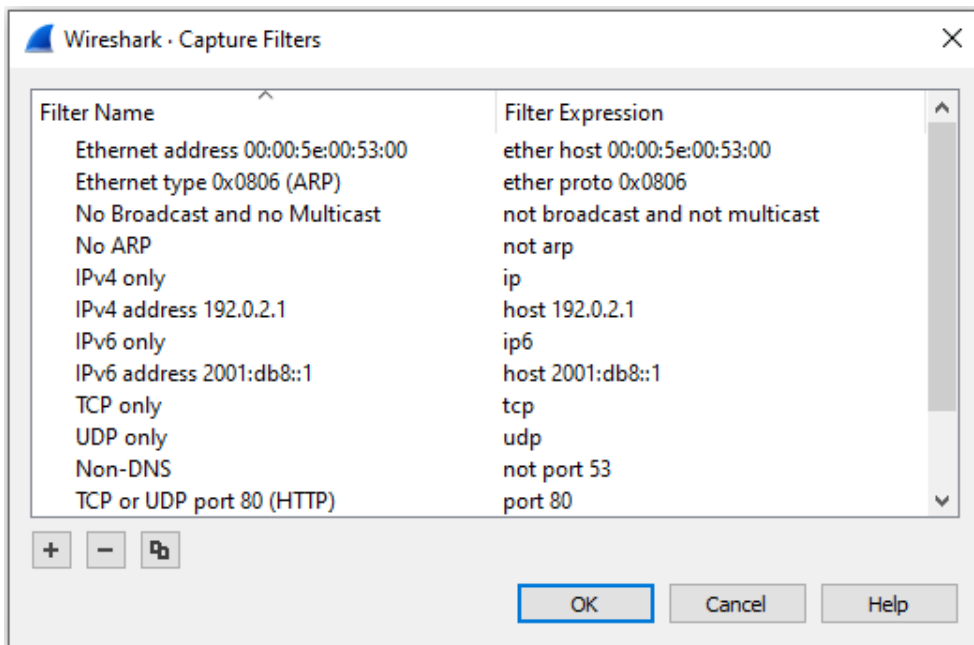 Wireshark · Capture Filters
Filter Name Filter Expression
Ethernet address 00:00:5e:00:53:00 ether host 00:00:5e:00:53:00
Ethernet type 0x0806 (ARP) ether proto 0x0806
No Broadcast and no Multicast not broadcast and not multicast
No ARP not arp
IPv4 only ip
IPv4 address 192.0.2.1 host 192.0.2.1
IPv6 only ip6
IPv6 address 2001:db8::1 host 2001:db8::1
TCP only tcp
UDP only udp
Non-DNS not port 53
TCP or UDP port 80 (HTTP) port 80
OK Cancel Help